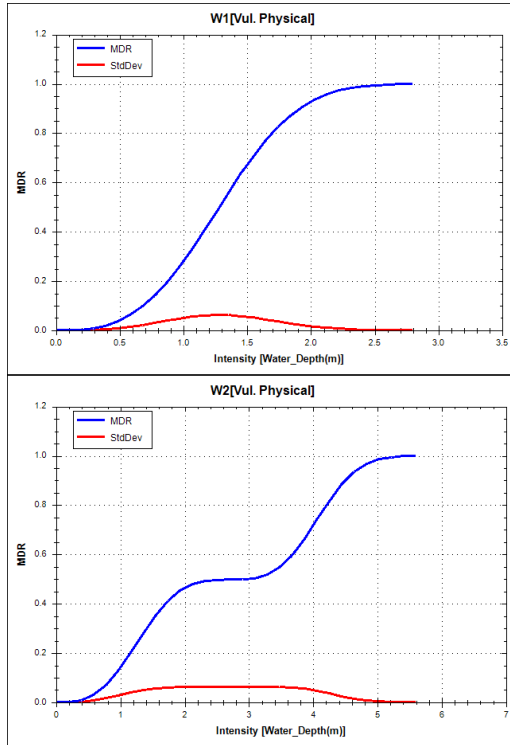 W1[Vul. Physical]
1.2
MDR
StdDev
1.0
0.8
0.6
0.4
0.2
0.0
MDR
0.0 0.5 1.0 1.5 2.0 2.5 3.0 3.5
Intensity [Water_Depth(m)]
W2[Vul. Physical]
1.2
MDR
StdDev
1.0
0.8
0.6
0.4
0.2
0.0
MDR
0 1 2 3 4 5 6 7
Intensity [Water_Depth(m)]